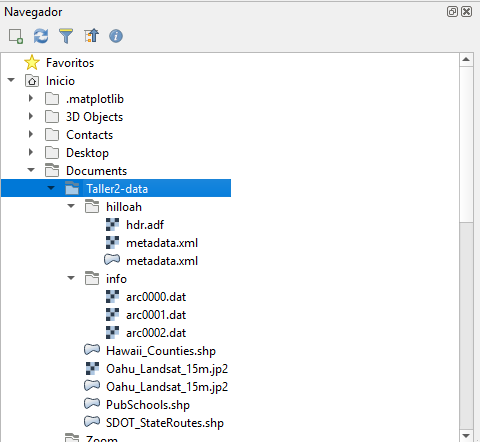 Navegador
Favoritos
Inicio
.matplotlib
3D Objects
Contacts
Desktop
Documents
Taller2-data
hilloah
hdr.adf
metadata.xml
metadata.xml
info
arc0000.dat
arc0001.dat
arc0002.dat
Hawaii_Counties.shp
Oahu_Landsat_15m.jp2
Oahu_Landsat_15m.jp2
PubSchools.shp
SDOT_StateRoutes.shp
Zoom